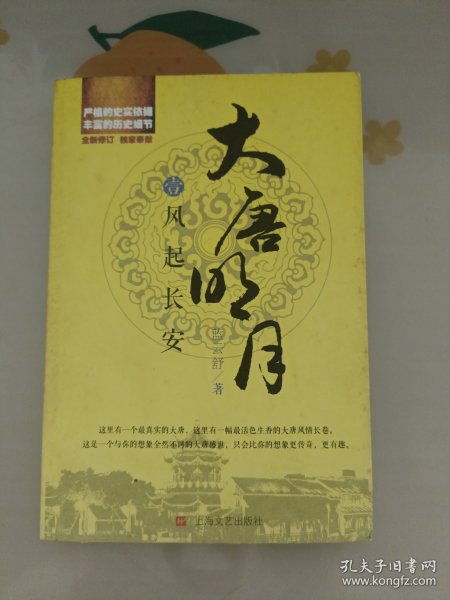 严谨的史实依据
丰富的历史细节
全新修订 独家奉献
大唐明月
壹
风起长安
蓝云舒/著
这里有一个最真实的大唐,这里有一幅最活色生香的大唐风情长卷。
这是一个与你的想象全然不同的大唐盛世,只会比你的想象更传奇,更有趣。
上海文艺出版社
孔夫子旧书网
www.kongfz.com